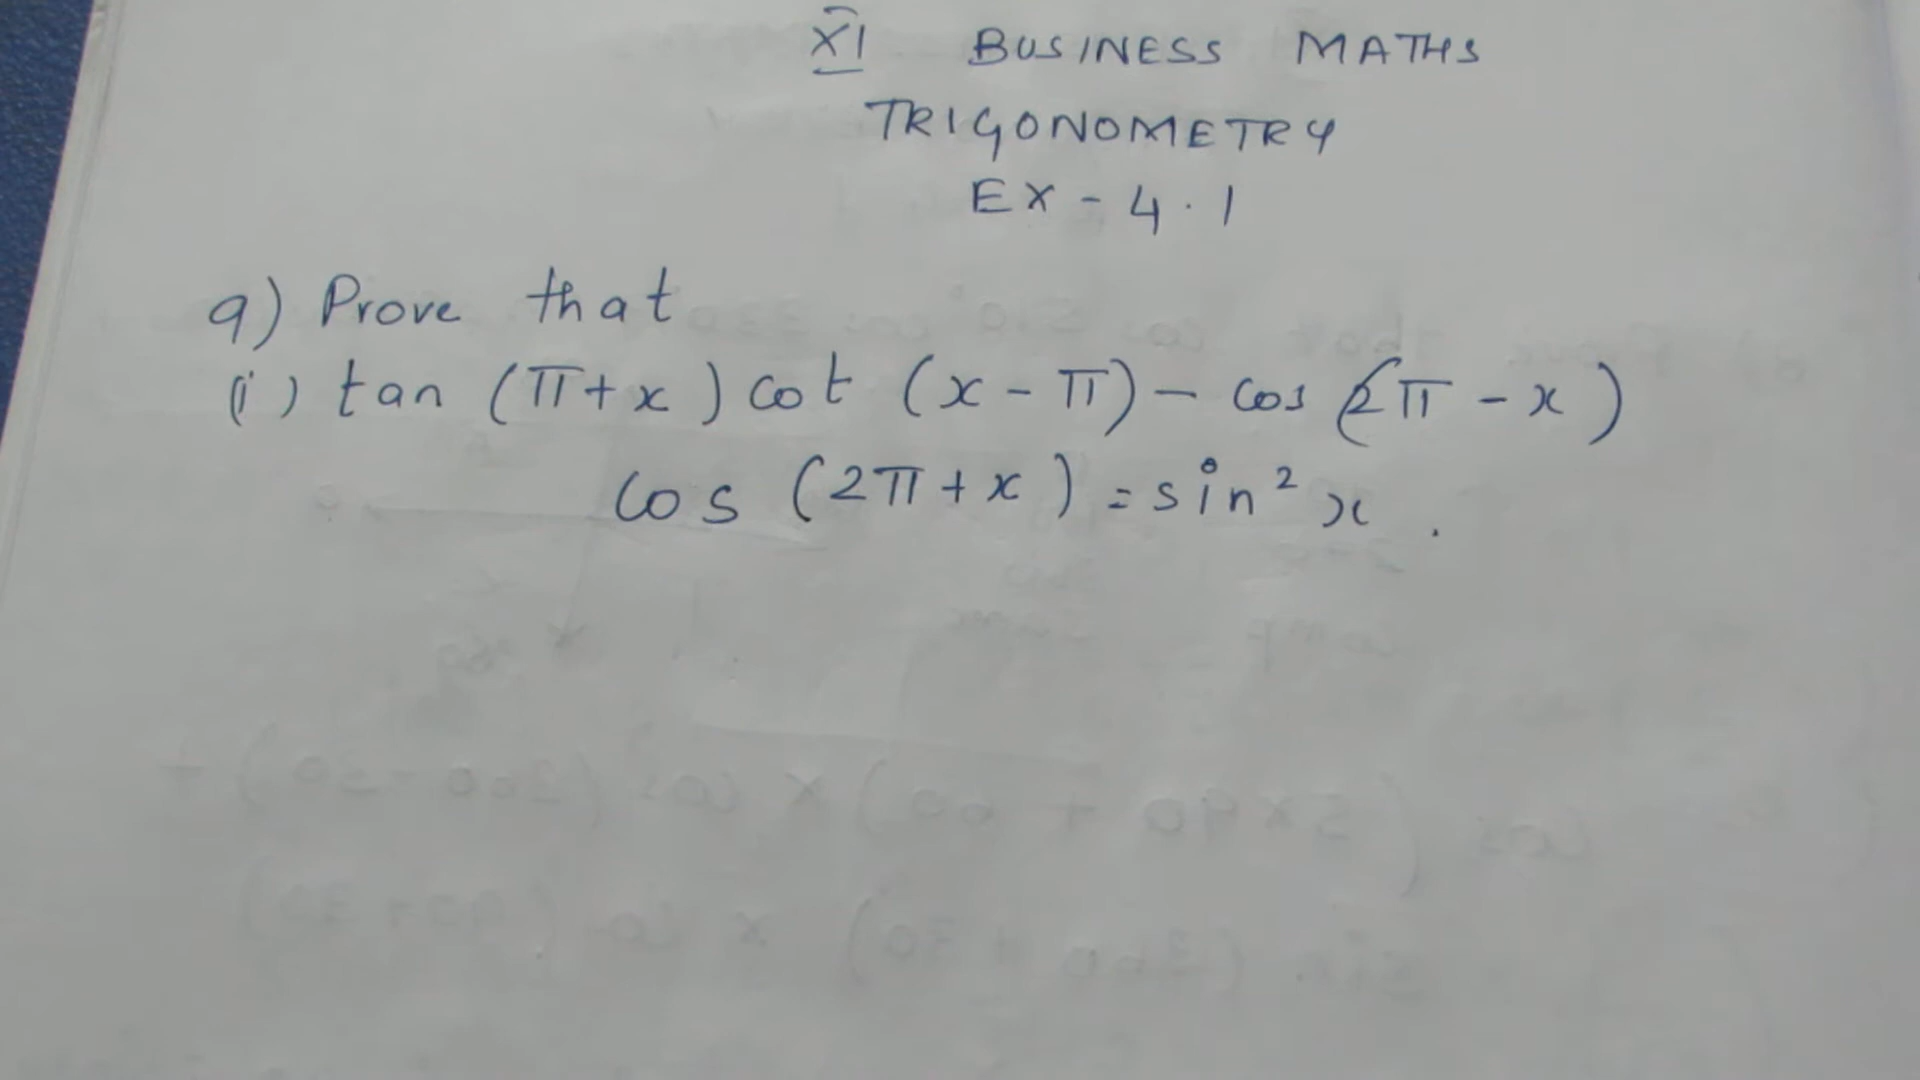 XI BUSINESS MATHS
TRIGONOMETRY
EX - 4.1
9) Prove that
(i) tan (π+x) cot (x-π) - cos (2π - x)
cos (2π + x) = sin² x.